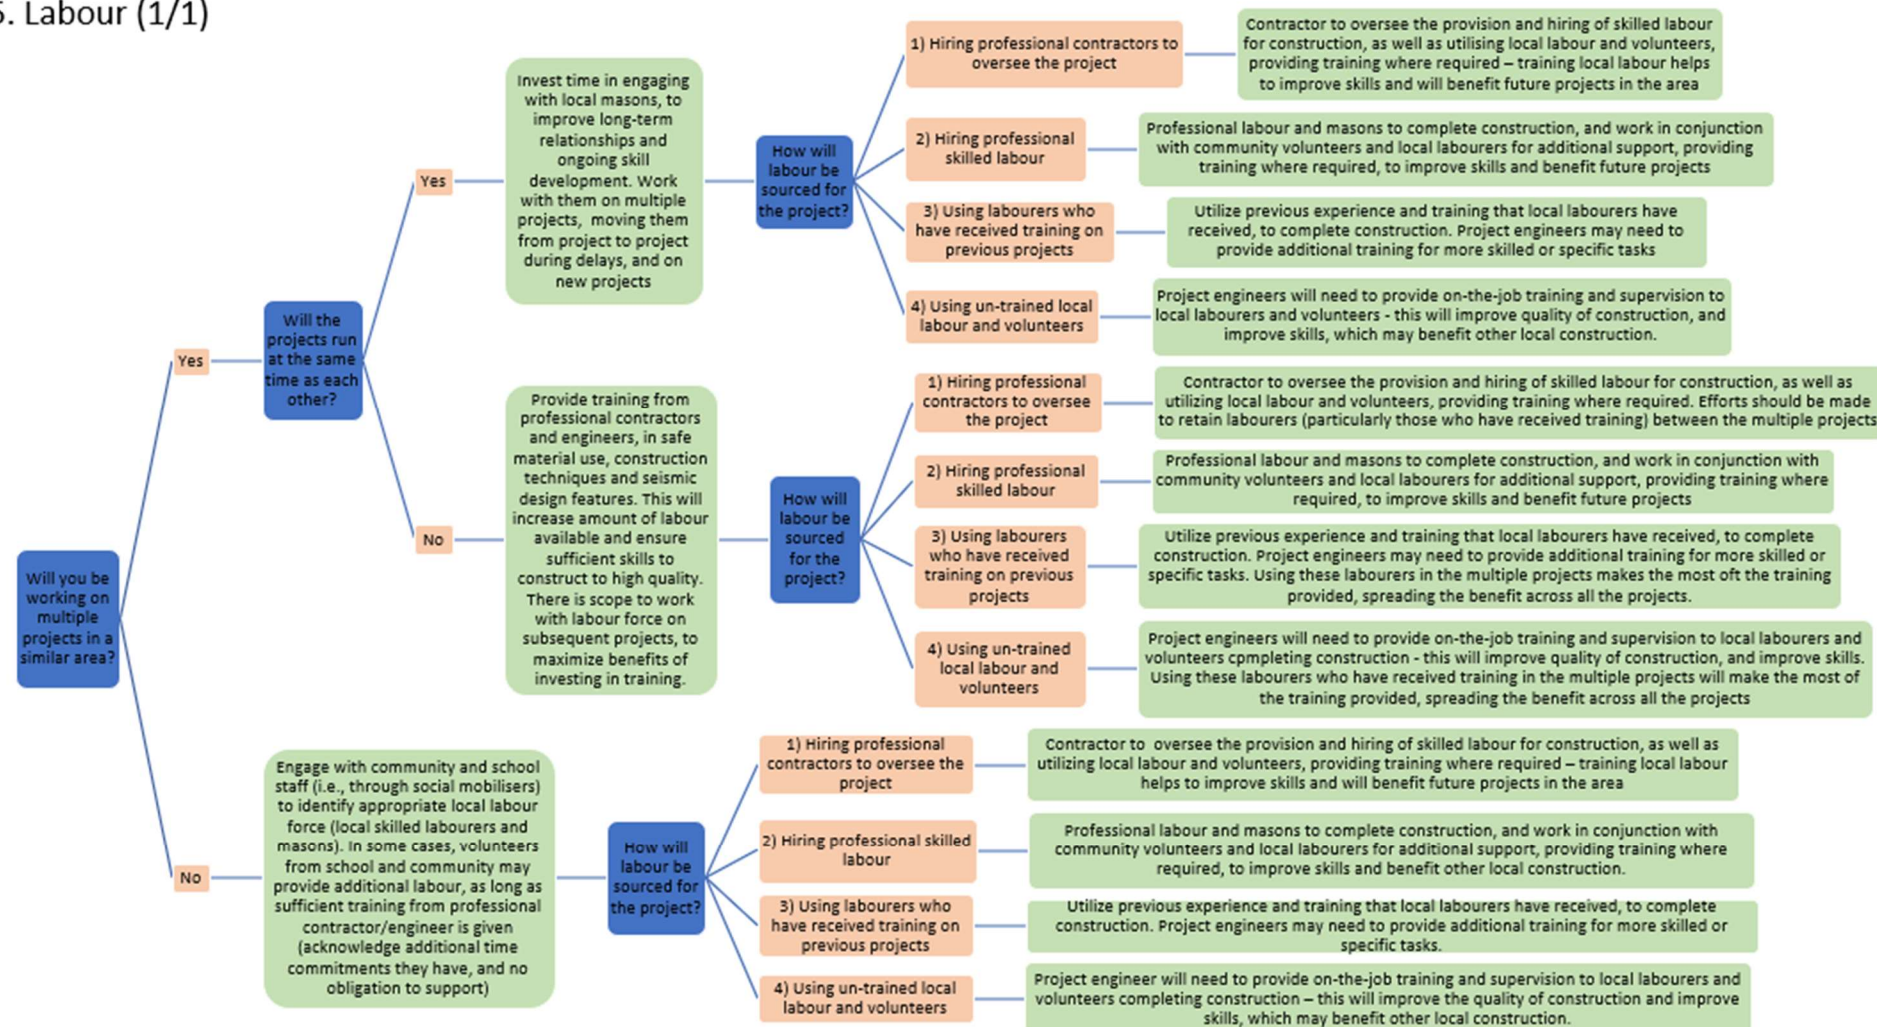 5. Labour (1/1)
Will you be
working on
multiple
projects in a
similar area?
Yes
Will the
projects run
at the same
time as each
other?
Yes
Invest time in engaging
with local masons, to
improve long-term
relationships and
ongoing skill
development. Work
with them on multiple
projects,  moving them
from project to project
during delays, and on
new projects
How will
labour be
sourced for
the project?
1) Hiring professional contractors to
oversee the project
Contractor to oversee the provision and hiring of skilled labour
for construction, as well as utilising local labour and volunteers,
providing training where required – training local labour helps
to improve skills and will benefit future projects in the area
2) Hiring professional
skilled labour
Professional labour and masons to complete construction, and work in conjunction
with community volunteers and local labourers for additional support, providing
training where required, to improve skills and benefit future projects
3) Using labourers who
have received training on
previous projects
Utilize previous experience and training that local labourers have
received, to complete construction. Project engineers may need to
provide additional training for more skilled or specific tasks
4) Using un-trained local
labour and volunteers
Project engineers will need to provide on-the-job training and supervision to
local labourers and volunteers - this will improve quality of construction, and
improve skills, which may benefit other local construction.
No
Provide training from
professional contractors
and engineers, in safe
material use, construction
techniques and seismic
design features. This will
increase amount of labour
available and ensure
sufficient skills to
construct to high quality.
There is scope to work
with labour force on
subsequent projects, to
maximize benefits of
investing in training.
How will
labour be
sourced
for the
project?
1) Hiring professional
contractors to oversee
the project
Contractor to oversee the provision and hiring of skilled labour for construction, as well as
utilizing local labour and volunteers, providing training where required. Efforts should be made
to retain labourers (particularly those who have received training) between the multiple projects
2) Hiring professional
skilled labour
Professional labour and masons to complete construction, and work in conjunction with
community volunteers and local labourers for additional support, providing training where
required, to improve skills and benefit future projects
3) Using labourers
who have received
training on previous
projects
Utilize previous experience and training that local labourers have received, to complete
construction. Project engineers may need to provide additional training for more skilled or
specific tasks. Using these labourers in the multiple projects makes the most oft the training
provided, spreading the benefit across all the projects.
4) Using un-trained
local labour and
volunteers
Project engineers will need to provide on-the-job training and supervision to local labourers and
volunteers cpmpleting construction - this will improve quality of construction, and improve skills.
Using these labourers who have received training in the multiple projects will make the most of
the training provided, spreading the benefit across all the projects
No
Engage with community and school
staff (i.e., through social mobilisers)
to identify appropriate local labour
force (local skilled labourers and
masons). In some cases, volunteers
from school and community may
provide additional labour, as long as
sufficient training from professional
contractor/engineer is given
(acknowledge additional time
commitments they have, and no
obligation to support)
How will
labour be
sourced for
the project?
1) Hiring professional
contractors to oversee the
project
Contractor to  oversee the provision and hiring of skilled labour for construction, as well as
utilizing local labour and volunteers, providing training where required – training local labour
helps to improve skills and will benefit future projects in the area
2) Hiring professional skilled
labour
Professional labour and masons to complete construction, and work in conjunction with
community volunteers and local labourers for additional support, providing training where
required, to improve skills and benefit other local construction.
3) Using labourers who
have received training on
previous projects
Utilize previous experience and training that local labourers have received, to complete
construction. Project engineers may need to provide additional training for more skilled or
specific tasks.
4) Using un-trained local
labour and volunteers
Project engineer will need to provide on-the-job training and supervision to local labourers and
volunteers completing construction – this will improve the quality of construction and improve
skills, which may benefit other local construction.